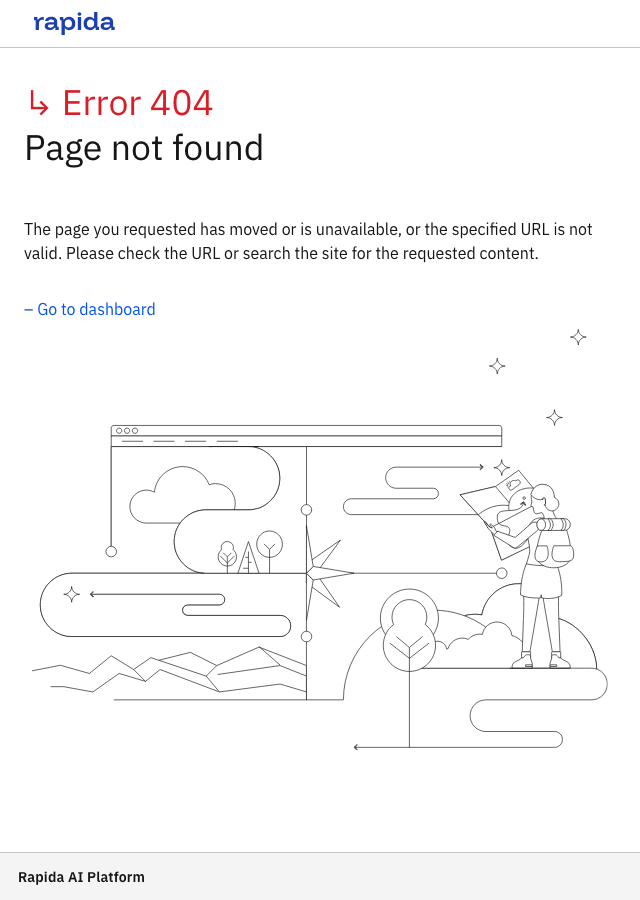 rapida
↳ Error 404
Page not found
The page you requested has moved or is unavailable, or the specified URL is not
valid. Please check the URL or search the site for the requested content.
– Go to dashboard
Rapida AI Platform